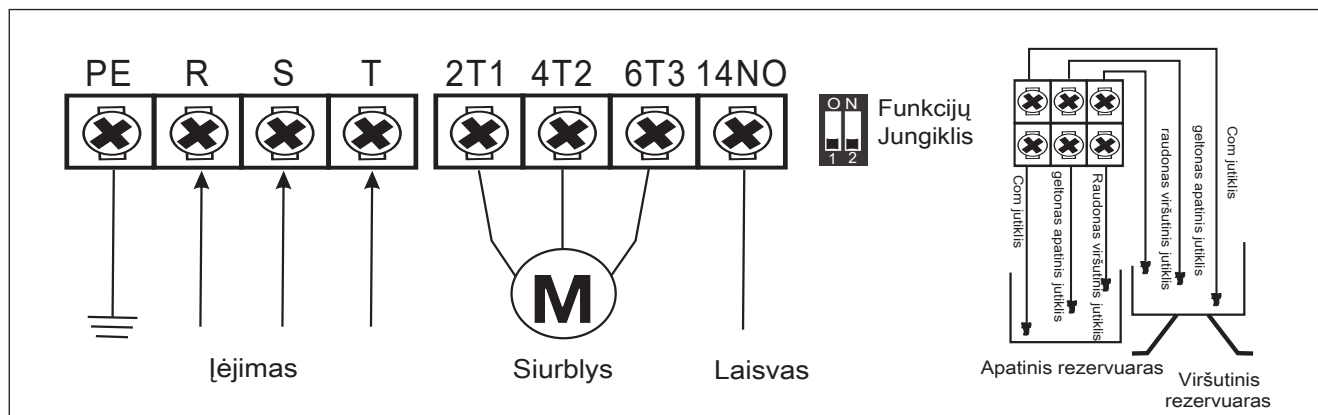 PE R S T 2T1 4T2 6T3 14NO
ON
1 2
Funkcijų
Jungiklis
M
Įėjimas
Siurblys
Laisvas
Com jutiklis
geltonas apatinis jutiklis
Raudonas viršutinis jutiklis
raudonas viršutinis jutiklis
geltonas apatinis jutiklis
Com jutiklis
Apatinis rezervuaras
Viršutinis
rezervuaras